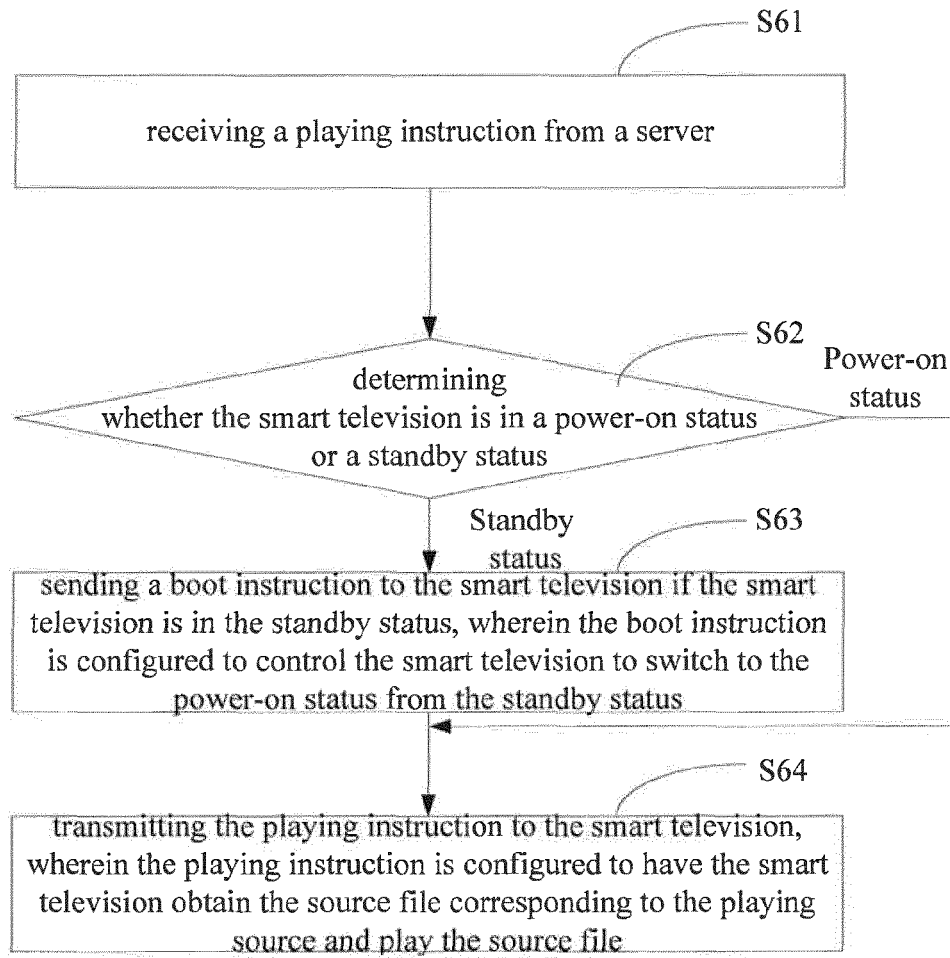 S61
receiving a playing instruction from a server
S62
Power-on
status
determining
whether the smart television is in a power-on status
or a standby status
Standby
status
S63
sending a boot instruction to the smart television if the smart
television is in the standby status, wherein the boot instruction
is configured to control the smart television to switch to the
power-on status from the standby status
S64
transmitting the playing instruction to the smart television,
wherein the playing instruction is configured to have the smart
television obtain the source file corresponding to the playing
source and play the source file